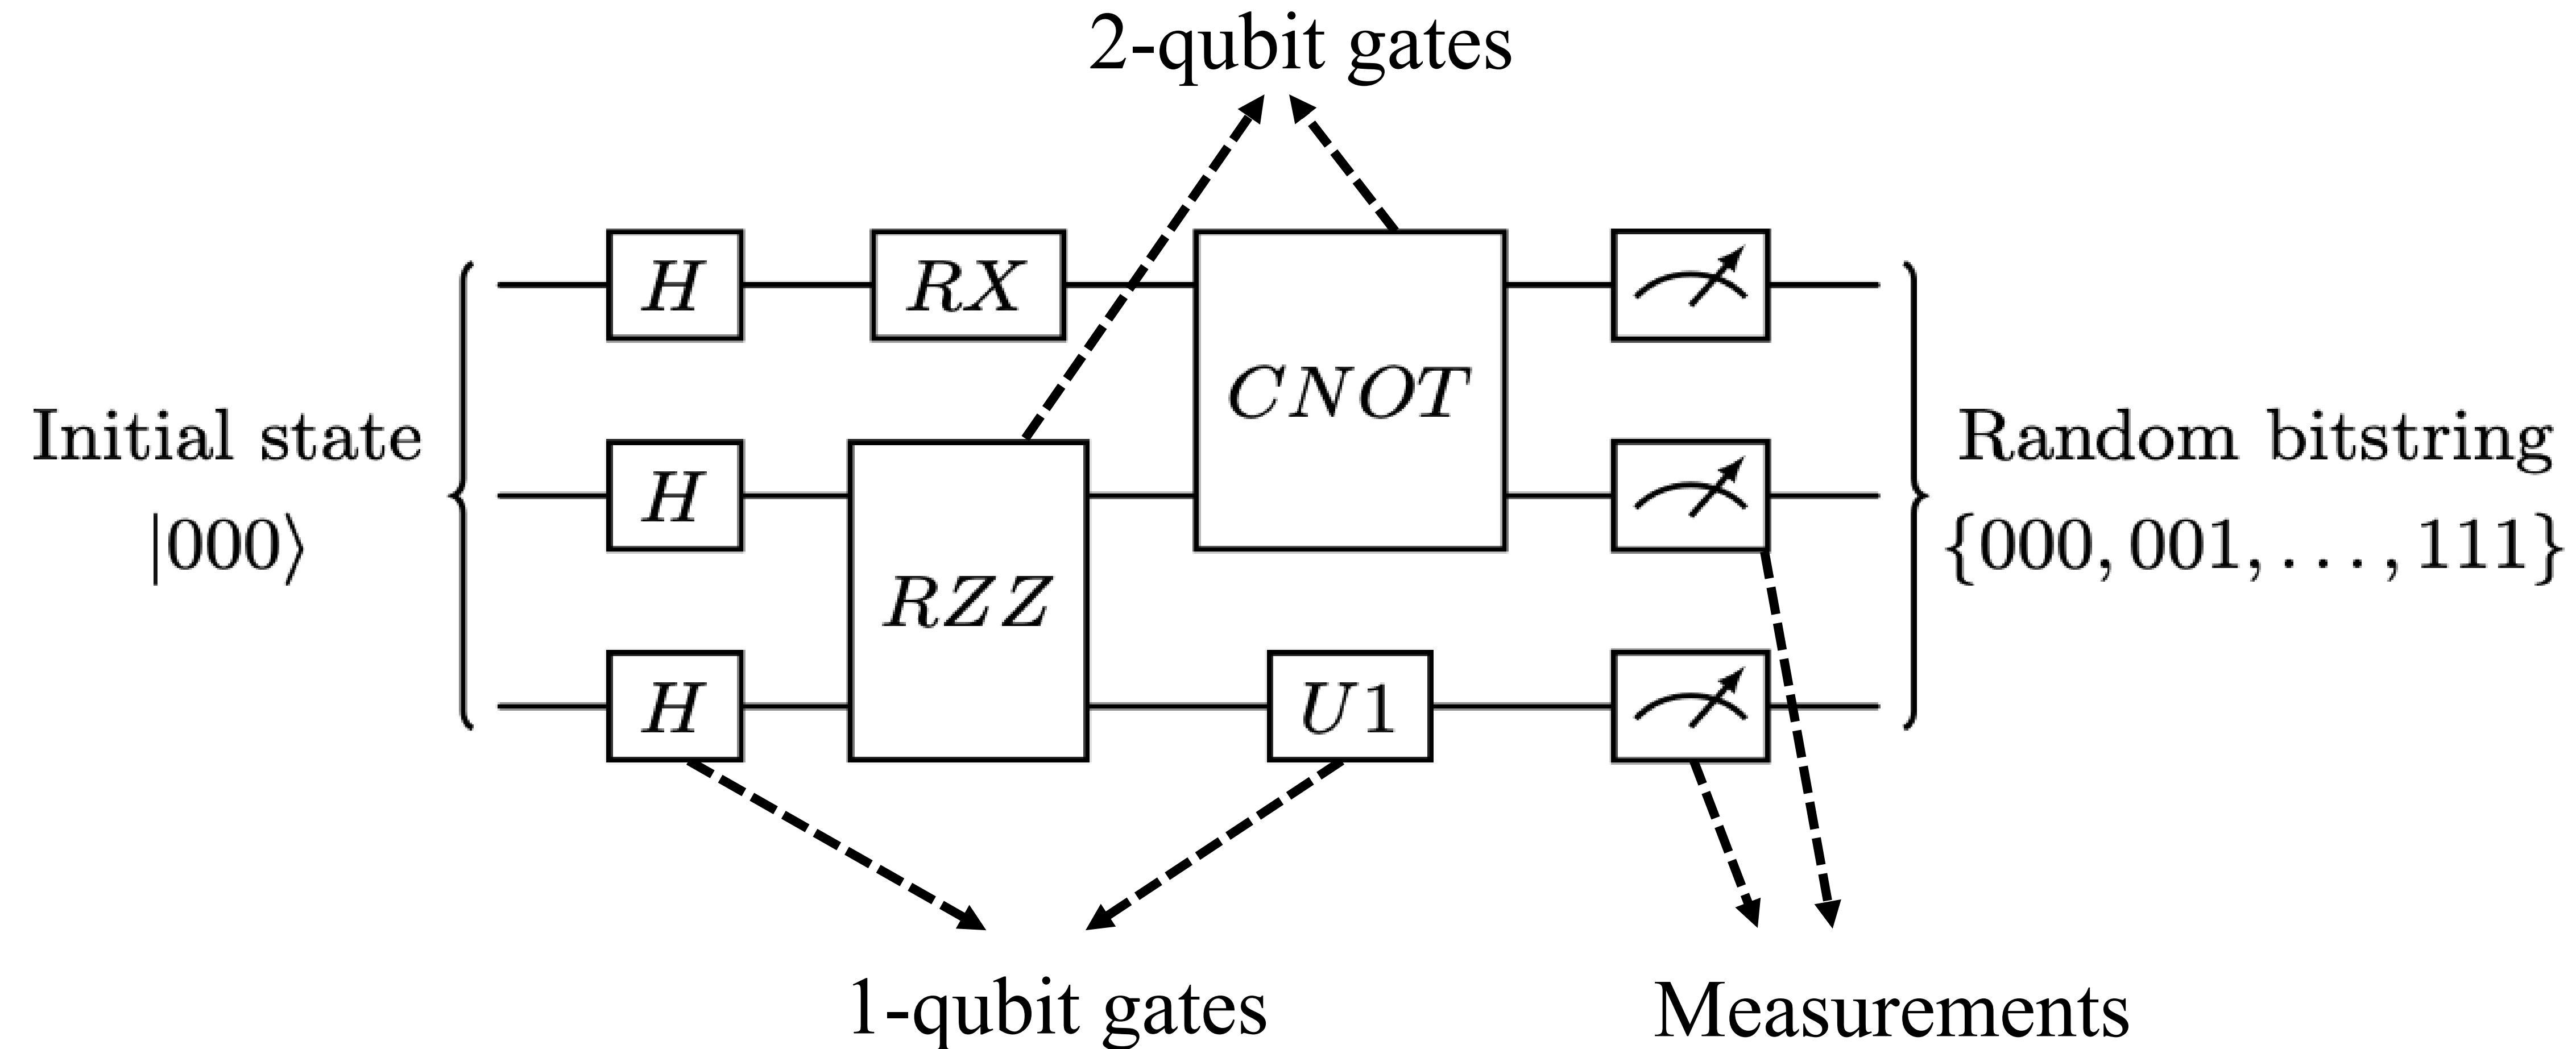 2-qubit gates
H
RX
CNOT
Initial state
|000⟩
H
RZZ
Random bitstring
{000, 001, . . . , 111}
H
U1
1-qubit gates
Measurements